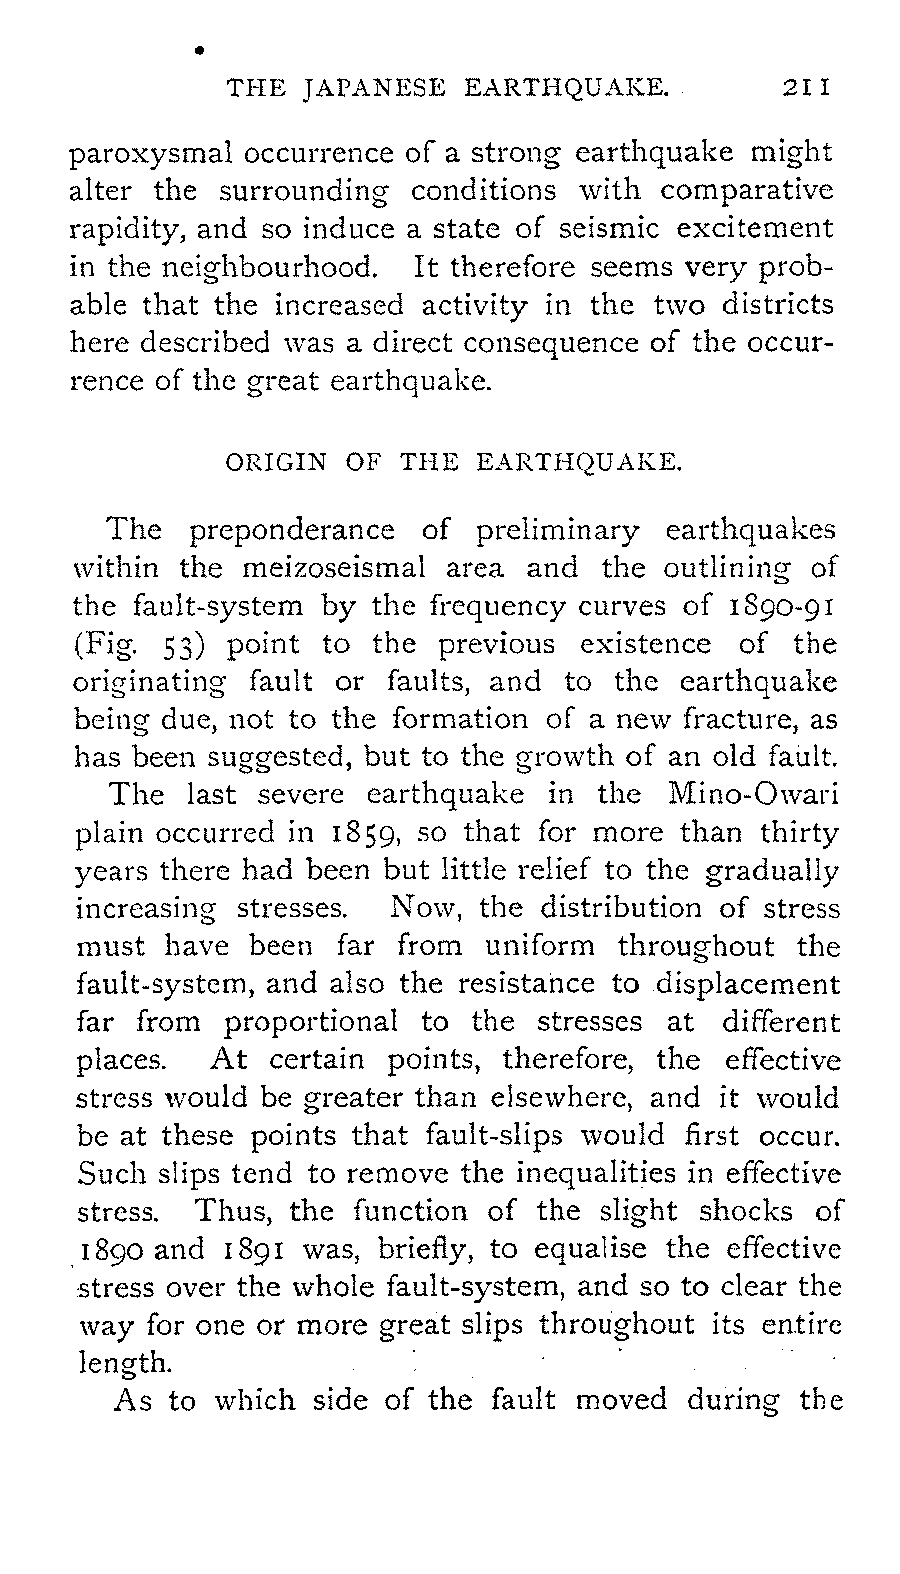 THE JAPANESE EARTHQUAKE. 211
paroxysmal occurrence of a strong earthquake might
alter the surrounding conditions with comparative
rapidity, and so induce a state of seismic excitement
in the neighbourhood. It therefore seems very prob-
able that the increased activity in the two districts
here described was a direct consequence of the occur-
rence of the great earthquake.
ORIGIN OF THE EARTHQUAKE.
The preponderance of preliminary earthquakes
within the meizoseismal area and the outlining of
the fault-system by the frequency curves of 1890-91
(Fig. 53) point to the previous existence of the
originating fault or faults, and to the earthquake
being due, not to the formation of a new fracture, as
has been suggested, but to the growth of an old fault.
The last severe earthquake in the Mino-Owari
plain occurred in 1859, so that for more than thirty
years there had been but little relief to the gradually
increasing stresses. Now, the distribution of stress
must have been far from uniform throughout the
fault-system, and also the resistance to displacement
far from proportional to the stresses at different
places. At certain points, therefore, the effective
stress would be greater than elsewhere, and it would
be at these points that fault-slips would first occur.
Such slips tend to remove the inequalities in effective
stress. Thus, the function of the slight shocks of
1890 and 1891 was, briefly, to equalise the effective
stress over the whole fault-system, and so to clear the
way for one or more great slips throughout its entire
length.
As to which side of the fault moved during the